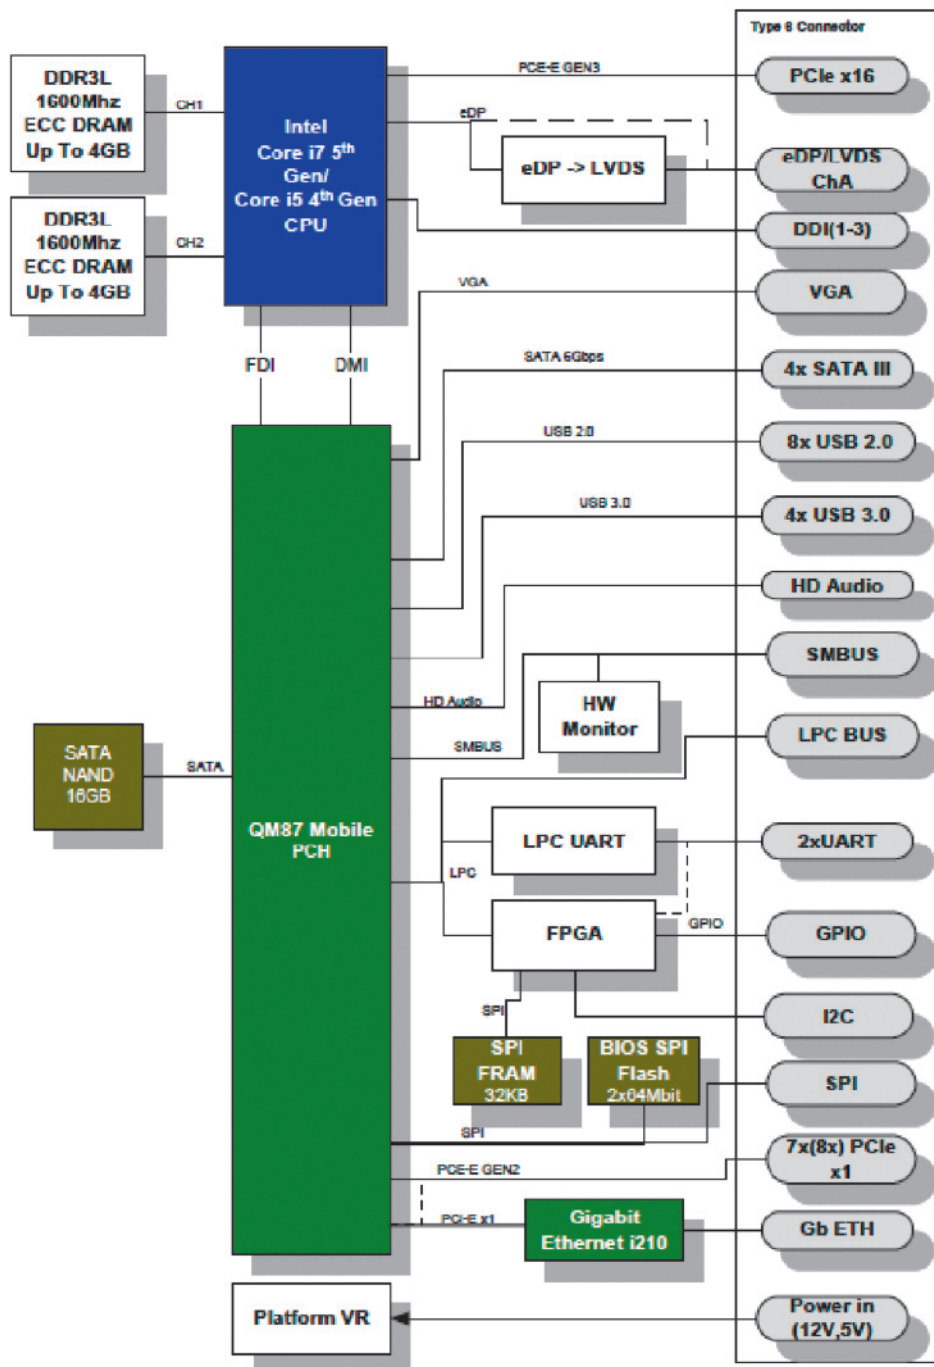 Type 6 Connector
DDR3L
1600Mhz
ECC DRAM
Up To 4GB
CH1
DDR3L
1600Mhz
ECC DRAM
Up To 4GB
CH2
Intel
Core i7 5th
Gen/
Core i5 4th Gen
CPU
PCE-E GEN3
PCIe x16
eDP
eDP -> LVDS
eDP/LVDS
ChA
DDI(1-3)
VGA
VGA
FDI
DMI
SATA 6Gbps
4x SATA III
USB 2.0
8x USB 2.0
USB 3.0
4x USB 3.0
HD Audio
HD Audio
SMBUS
SMBUS
HW
Monitor
LPC BUS
SATA
NAND
16GB
SATA
QM87 Mobile
PCH
LPC
LPC UART
2xUART
FPGA
GPIO
GPIO
I2C
SPI
SPI
FRAM
32KB
BIOS SPI
Flash
2x64Mbit
SPI
SPI
PCE-E GEN2
7x(8x) PCIe
x1
PCI-E x1
Gigabit
Ethernet i210
Gb ETH
Platform VR
Power in
(12V,5V)